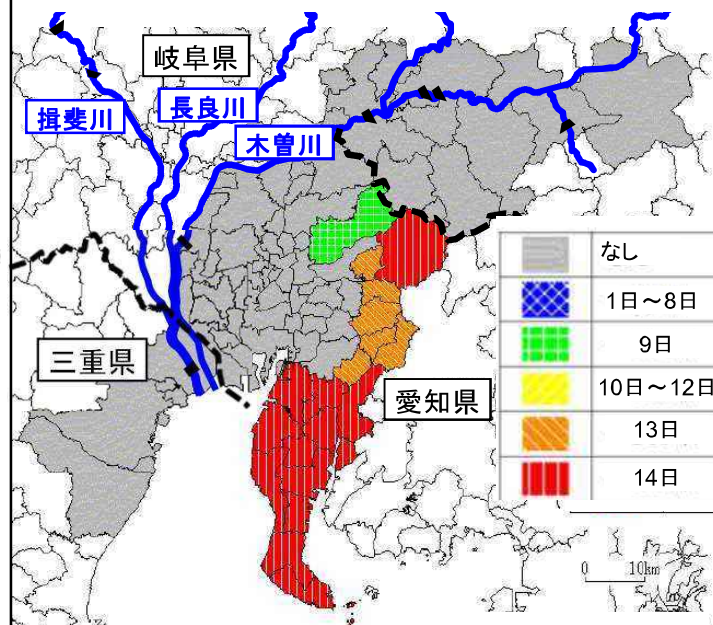 岐阜県
揖斐川
長良川
木曽川
三重県
愛知県
なし
1日～8日
9日
10日～12日
13日
14日
0 10km